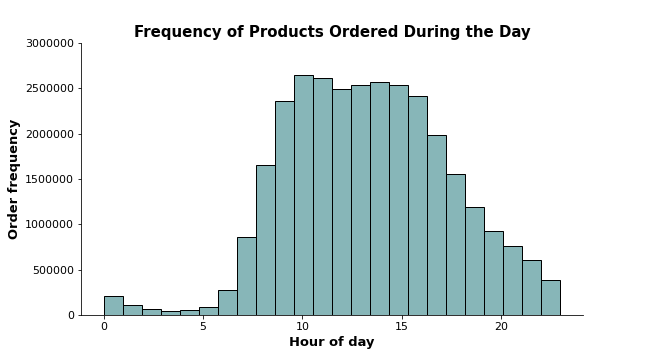 Frequency of Products Ordered During the Day
3000000
2500000
2000000
1500000
1000000
500000
0
Order frequency
0 5 10 15 20
Hour of day